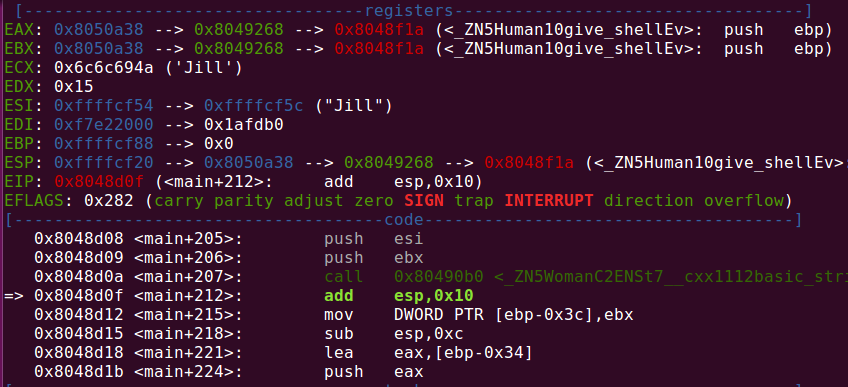 [----------------------------------registers-----------------------------------]
EAX: 0x8050a38 --> 0x8049268 --> 0x8048f1a (<_ZN5Human10give_shellEv>: push ebp)
EBX: 0x8050a38 --> 0x8049268 --> 0x8048f1a (<_ZN5Human10give_shellEv>: push ebp)
ECX: 0x6c6c694a ('Jill')
EDX: 0x15
ESI: 0xffffcf54 --> 0xffffcf5c ("Jill")
EDI: 0xf7e22000 --> 0x1afdb0
EBP: 0xffffcf88 --> 0x0
ESP: 0xffffcf20 --> 0x8050a38 --> 0x8049268 --> 0x8048f1a (<_ZN5Human10give_shellEv>:
EIP: 0x8048d0f (<main+212>: add esp,0x10)
EFLAGS: 0x282 (carry parity adjust zero SIGN trap INTERRUPT direction overflow)
[-------------------------------------code-------------------------------------]
0x8048d08 <main+205>: push esi
0x8048d09 <main+206>: push ebx
0x8048d0a <main+207>: call 0x80490b0 <_ZN5WomanC2ENSt7__cxx1112basic_stri
=> 0x8048d0f <main+212>: add esp,0x10
0x8048d12 <main+215>: mov DWORD PTR [ebp-0x3c],ebx
0x8048d15 <main+218>: sub esp,0xc
0x8048d18 <main+221>: lea eax,[ebp-0x34]
0x8048d1b <main+224>: push eax